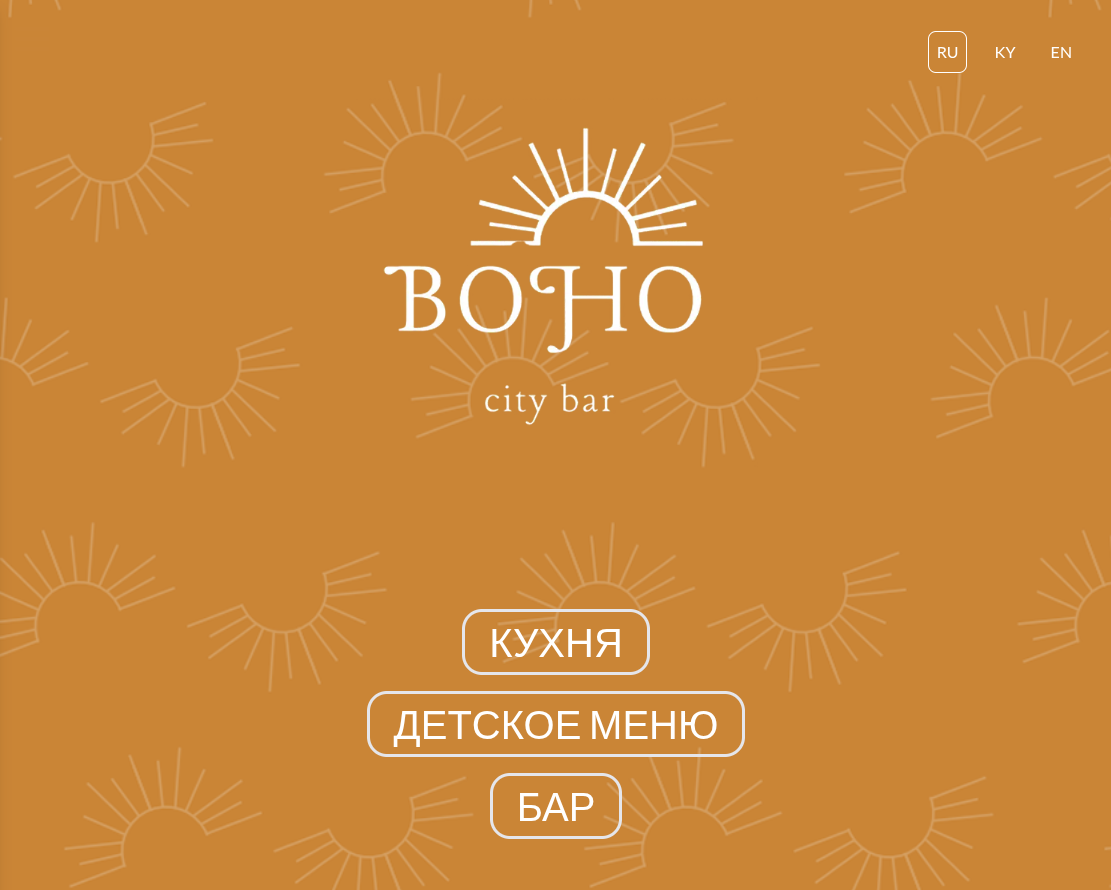 RU KY EN
BOHO
city bar
КУХНЯ
ДЕТСКОЕ МЕНЮ
БАР